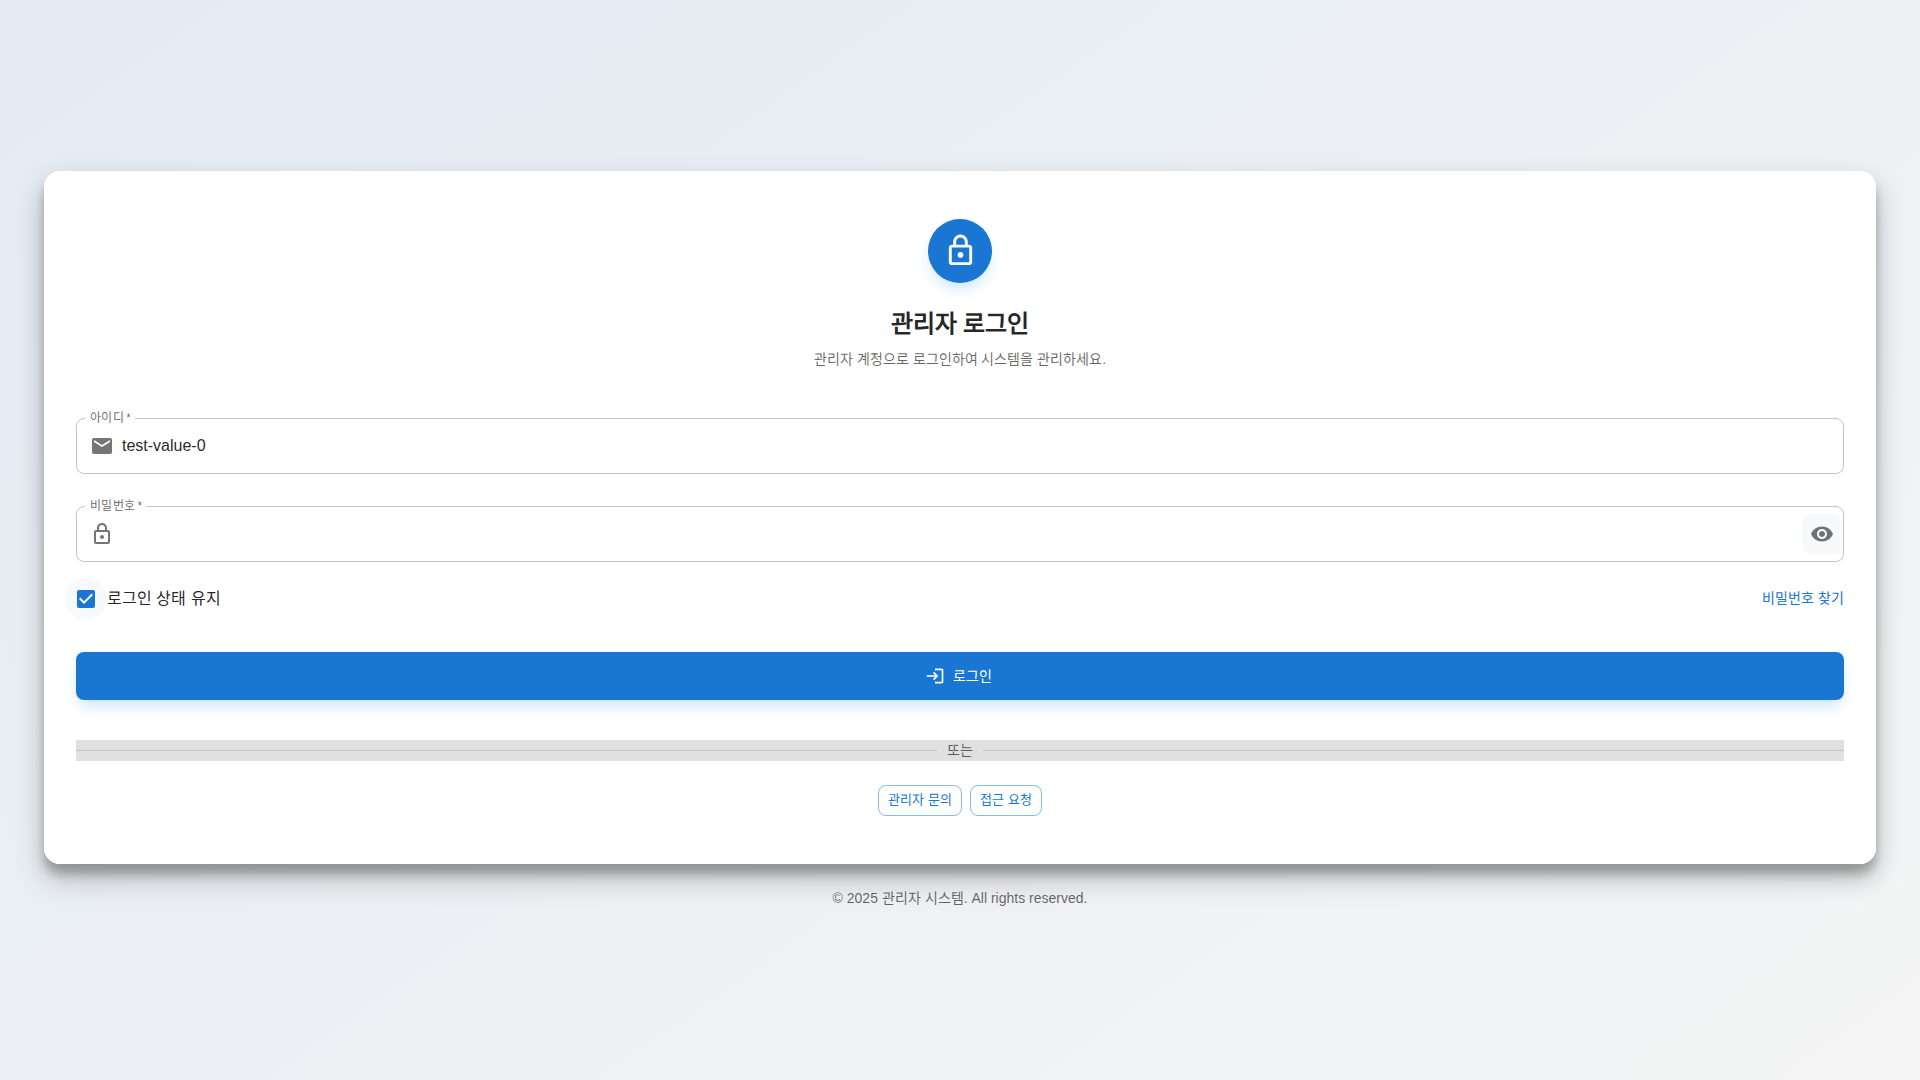 관리자 로그인
관리자 계정으로 로그인하여 시스템을 관리하세요.
아이디 *
test-value-0
비밀번호 *
로그인 상태 유지
비밀번호 찾기
로그인
또는
관리자 문의
접근 요청
© 2025 관리자 시스템. All rights reserved.